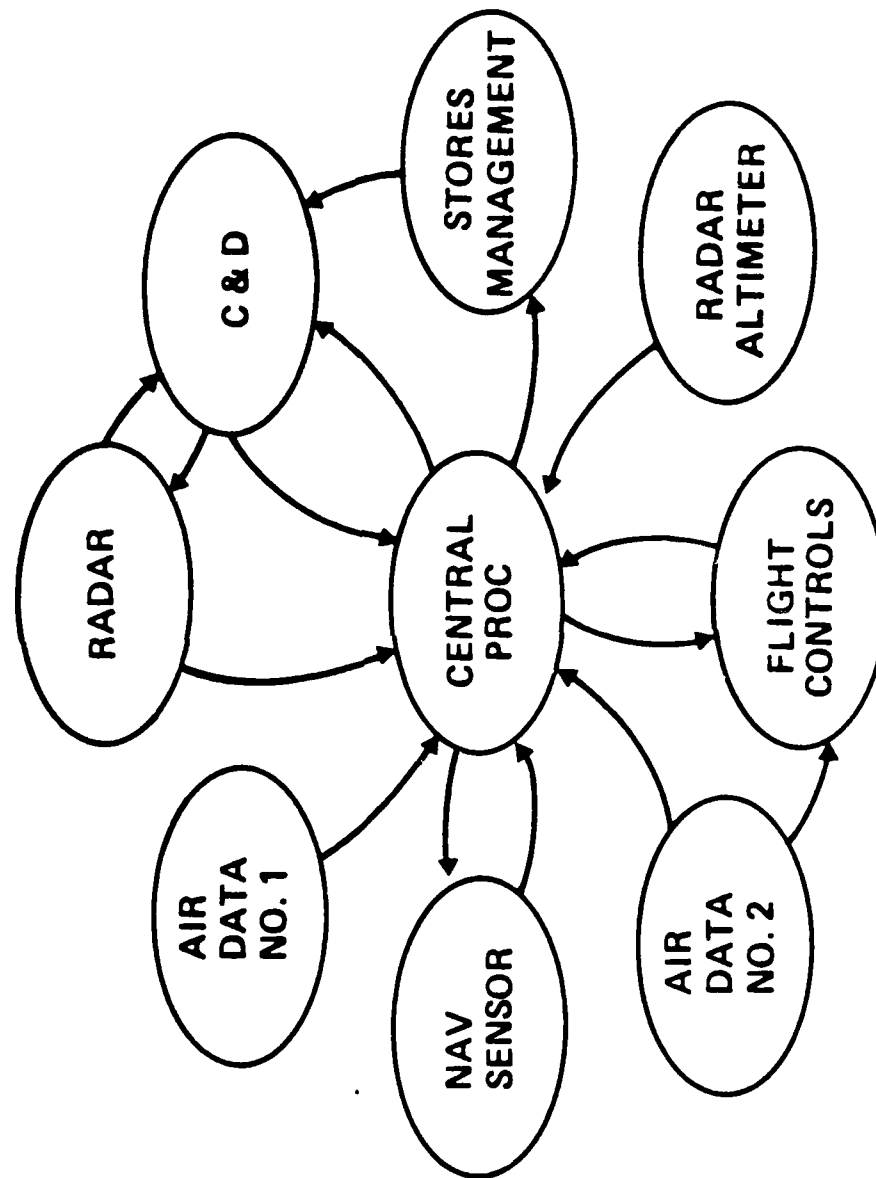 RADAR
C & D
STORES
MANAGEMENT
AIR
DATA
NO. 1
CENTRAL
PROC
NAV
SENSOR
RADAR
ALTIMETER
FLIGHT
CONTROLS
AIR
DATA
NO. 2